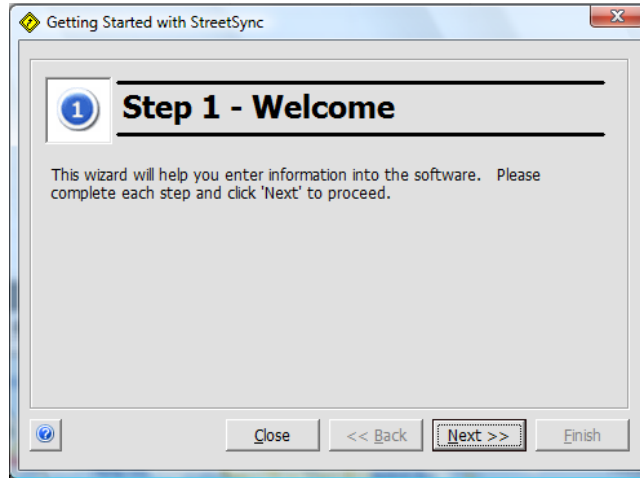 Getting Started with StreetSync
1 Step 1 - Welcome
This wizard will help you enter information into the software. Please
complete each step and click 'Next' to proceed.
Close << Back Next >> Finish